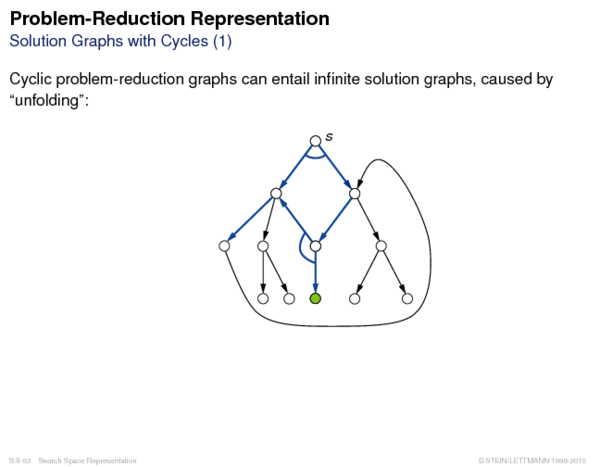 Problem-Reduction Representation
Solution Graphs with Cycles (1)
Cyclic problem-reduction graphs can entail infinite solution graphs, caused by
“unfolding”:
s
S:II-63 Search Space Representation © STEIN/LETTMANN 1998-2015